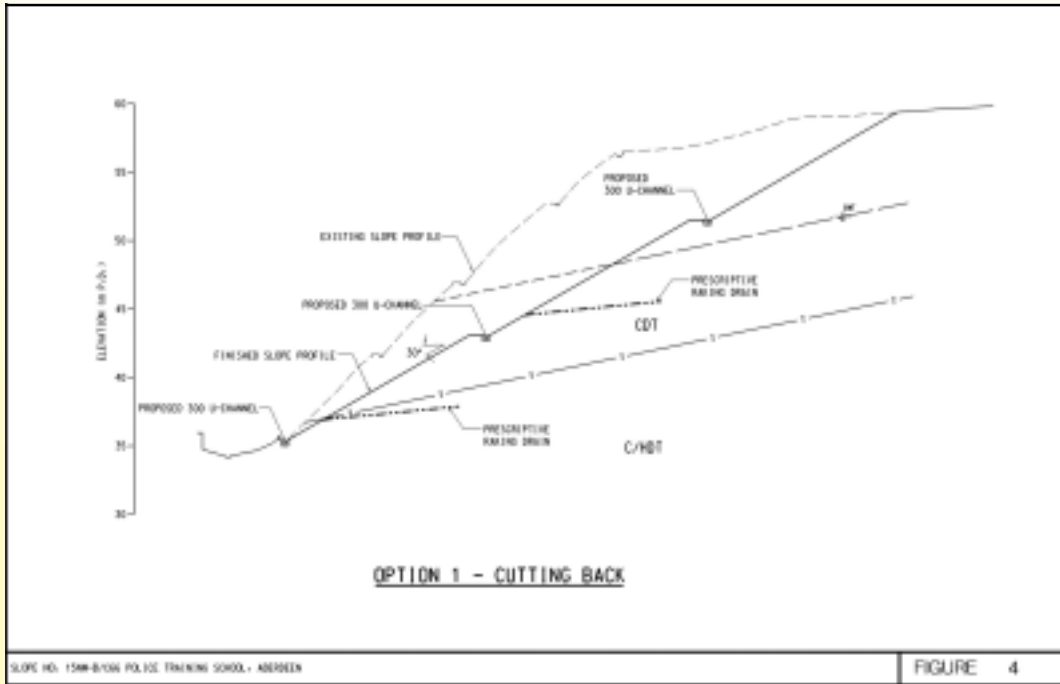 60
55
50
45
40
35
30
PROPOSED
300 U-CHANNEL
EXISTING SLOPE PROFILE
PRESCRIPTIVE
RAKING DRAIN
PROPOSED 300 U-CHANNEL
CDT
30°
FINISHED SLOPE PROFILE
PROPOSED 300 U-CHANNEL
PRESCRIPTIVE
RAKING DRAIN
C/HDT
OPTION 1 - CUTTING BACK
SLOPE NO. POLICE TRAINING SCHOOL, ABERDEEN
FIGURE 4